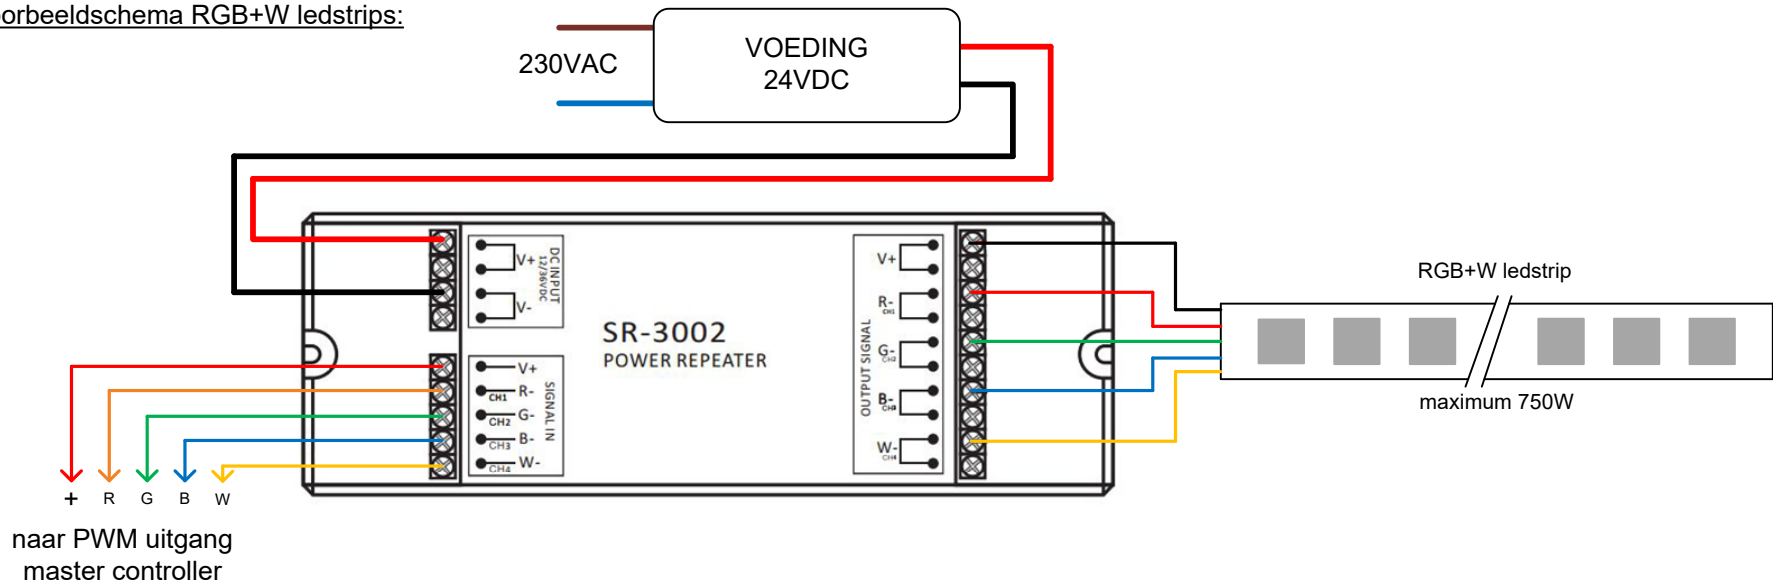 orbeeldschema RGB+W ledstrips:
230VAC
VOEDING
24VDC
DC INPUT
12/36VDC
V+
V-
SR-3002
POWER REPEATER
SIGNAL IN
V+
CH1 R-
CH2 G-
CH3 B-
CH4 W-
OUTPUT SIGNAL
V+
R-
CH1
G-
CH2
B-
CH3
W-
CH4
RGB+W ledstrip
maximum 750W
+ R G B W
naar PWM uitgang
master controller